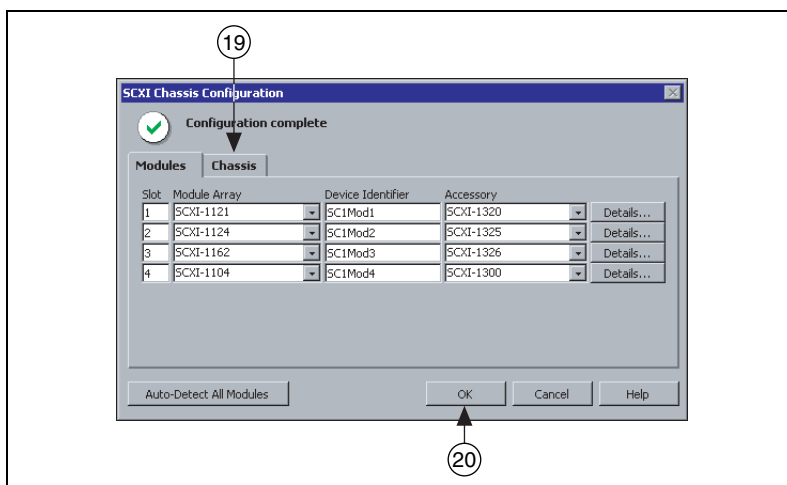 19
SCXI Chassis Configuration
Configuration complete
Modules Chassis
Slot Module Array Device Identifier Accessory
1 SCXI-1121 SC1Mod1 SCXI-1320 Details...
2 SCXI-1124 SC1Mod2 SCXI-1325 Details...
3 SCXI-1162 SC1Mod3 SCXI-1326 Details...
4 SCXI-1104 SC1Mod4 SCXI-1300 Details...
Auto-Detect All Modules OK Cancel Help
20